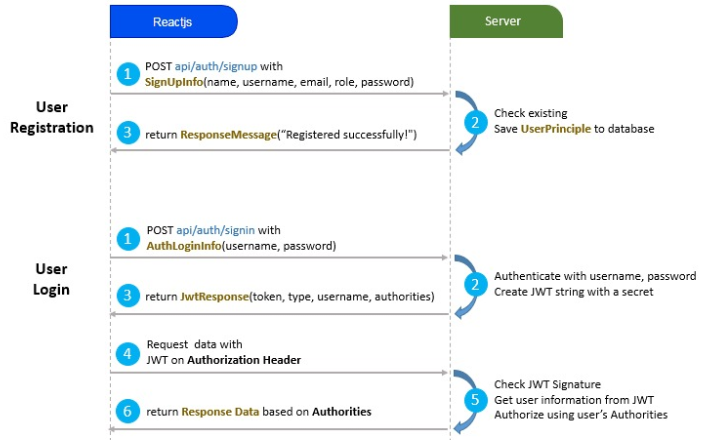 Reactjs
Server
1
POST api/auth/signup with
SignUpInfo(name, username, email, role, password)
User
Registration
2
Check existing
Save UserPrinciple to database
3
return ResponseMessage(“Registered successfully!")
1
POST api/auth/signin with
AuthLoginInfo(username, password)
User
Login
2
Authenticate with username, password
Create JWT string with a secret
3
return JwtResponse(token, type, username, authorities)
4
Request data with
JWT on Authorization Header
5
Check JWT Signature
Get user information from JWT
Authorize using user’s Authorities
6
return Response Data based on Authorities